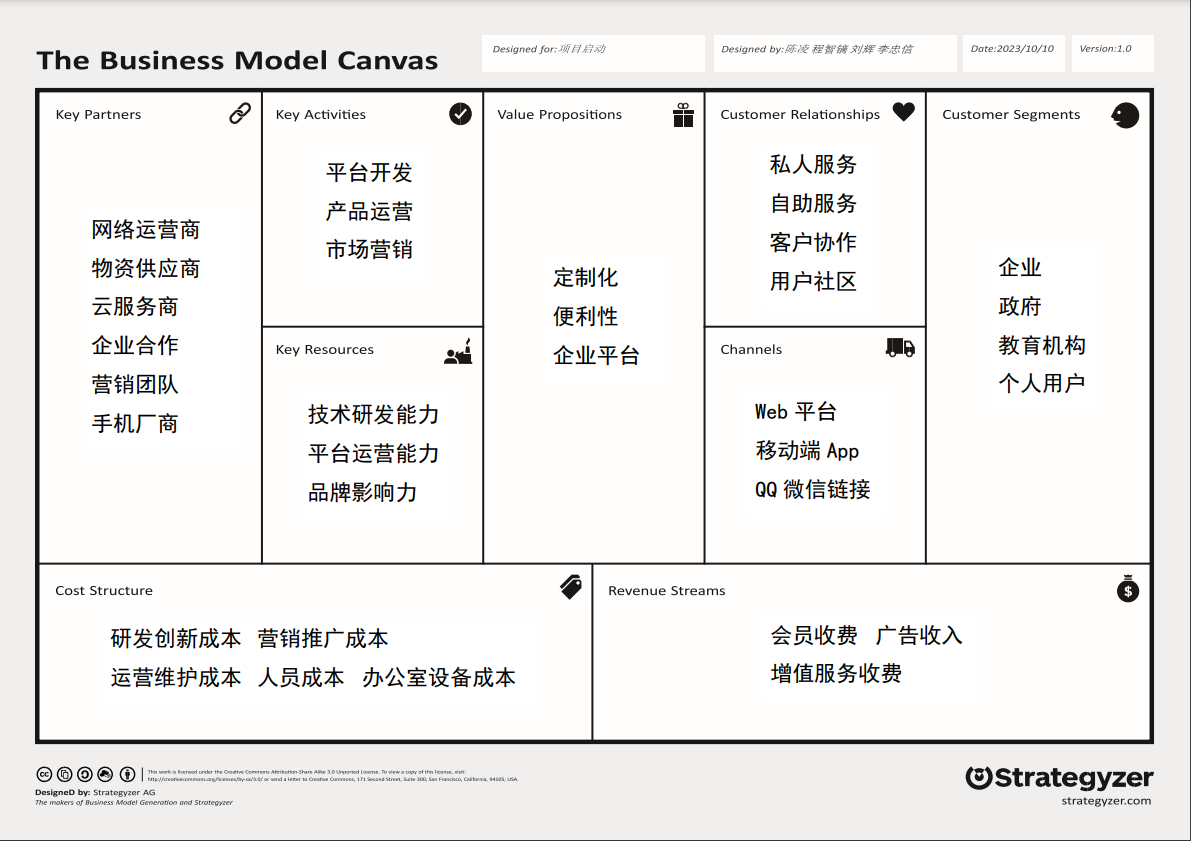 The Business Model Canvas
Designed for:项目启动
Designed by:陈凌 程智镝 刘辉 李忠信
Date:2023/10/10
Version:1.0
Key Partners
网络运营商
物资供应商
云服务商
企业合作
营销团队
手机厂商
Key Activities
平台开发
产品运营
市场营销
Key Resources
技术研发能力
平台运营能力
品牌影响力
Value Propositions
定制化
便利性
企业平台
Customer Relationships
私人服务
自助服务
客户协作
用户社区
Channels
Web 平台
移动端 App
QQ 微信链接
Customer Segments
企业
政府
教育机构
个人用户
Cost Structure
研发创新成本 营销推广成本
运营维护成本 人员成本 办公室设备成本
Revenue Streams
会员收费 广告收入
增值服务收费
cc
This work is licensed under the Creative Commons Attribution-Share Alike 3.0 Unported License. To view a copy of this license, visit:
http://creativecommons.org/licenses/by-sa/3.0/ or send a letter to Creative Commons, 171 Second Street, Suite 300, San Francisco, California, 94105, USA.
DesigneD by: Strategyzer AG
The makers of Business Model Generation and Strategyzer
Strategyzer
strategyzer.com